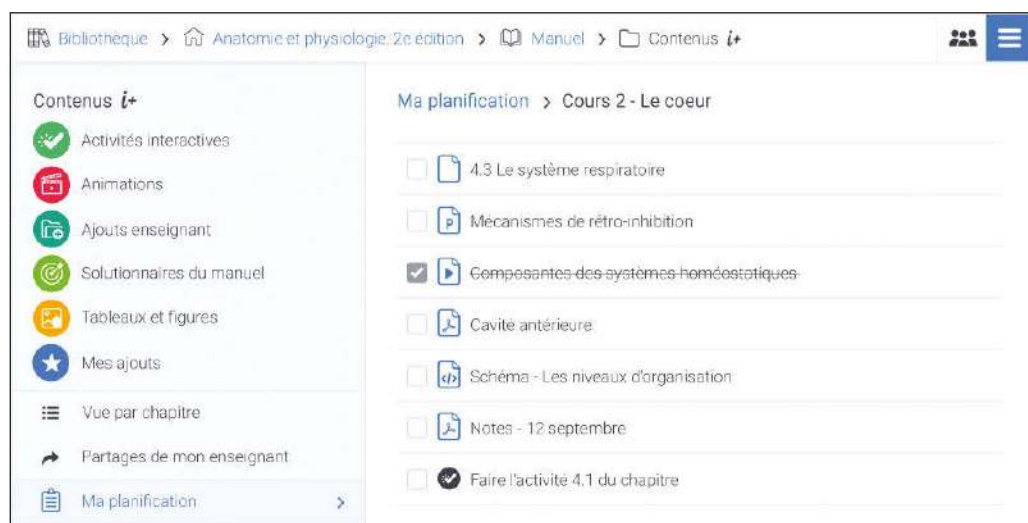 Bibliothèque > Anatomie et physiologie, 2e édition > Manuel > Contenus i+
Contenus i+
Activités interactives
Animations
Ajouts enseignant
Solutionnaires du manuel
Tableaux et figures
Mes ajouts
Vue par chapitre
Partages de mon enseignant
Ma planification >
Ma planification > Cours 2 - Le coeur
4.3 Le système respiratoire
P Mécanismes de rétro-inhibition
Composantes des systèmes homéostatiques
Cavité antérieure
</> Schéma - Les niveaux d'organisation
Notes - 12 septembre
Faire l'activité 4.1 du chapitre